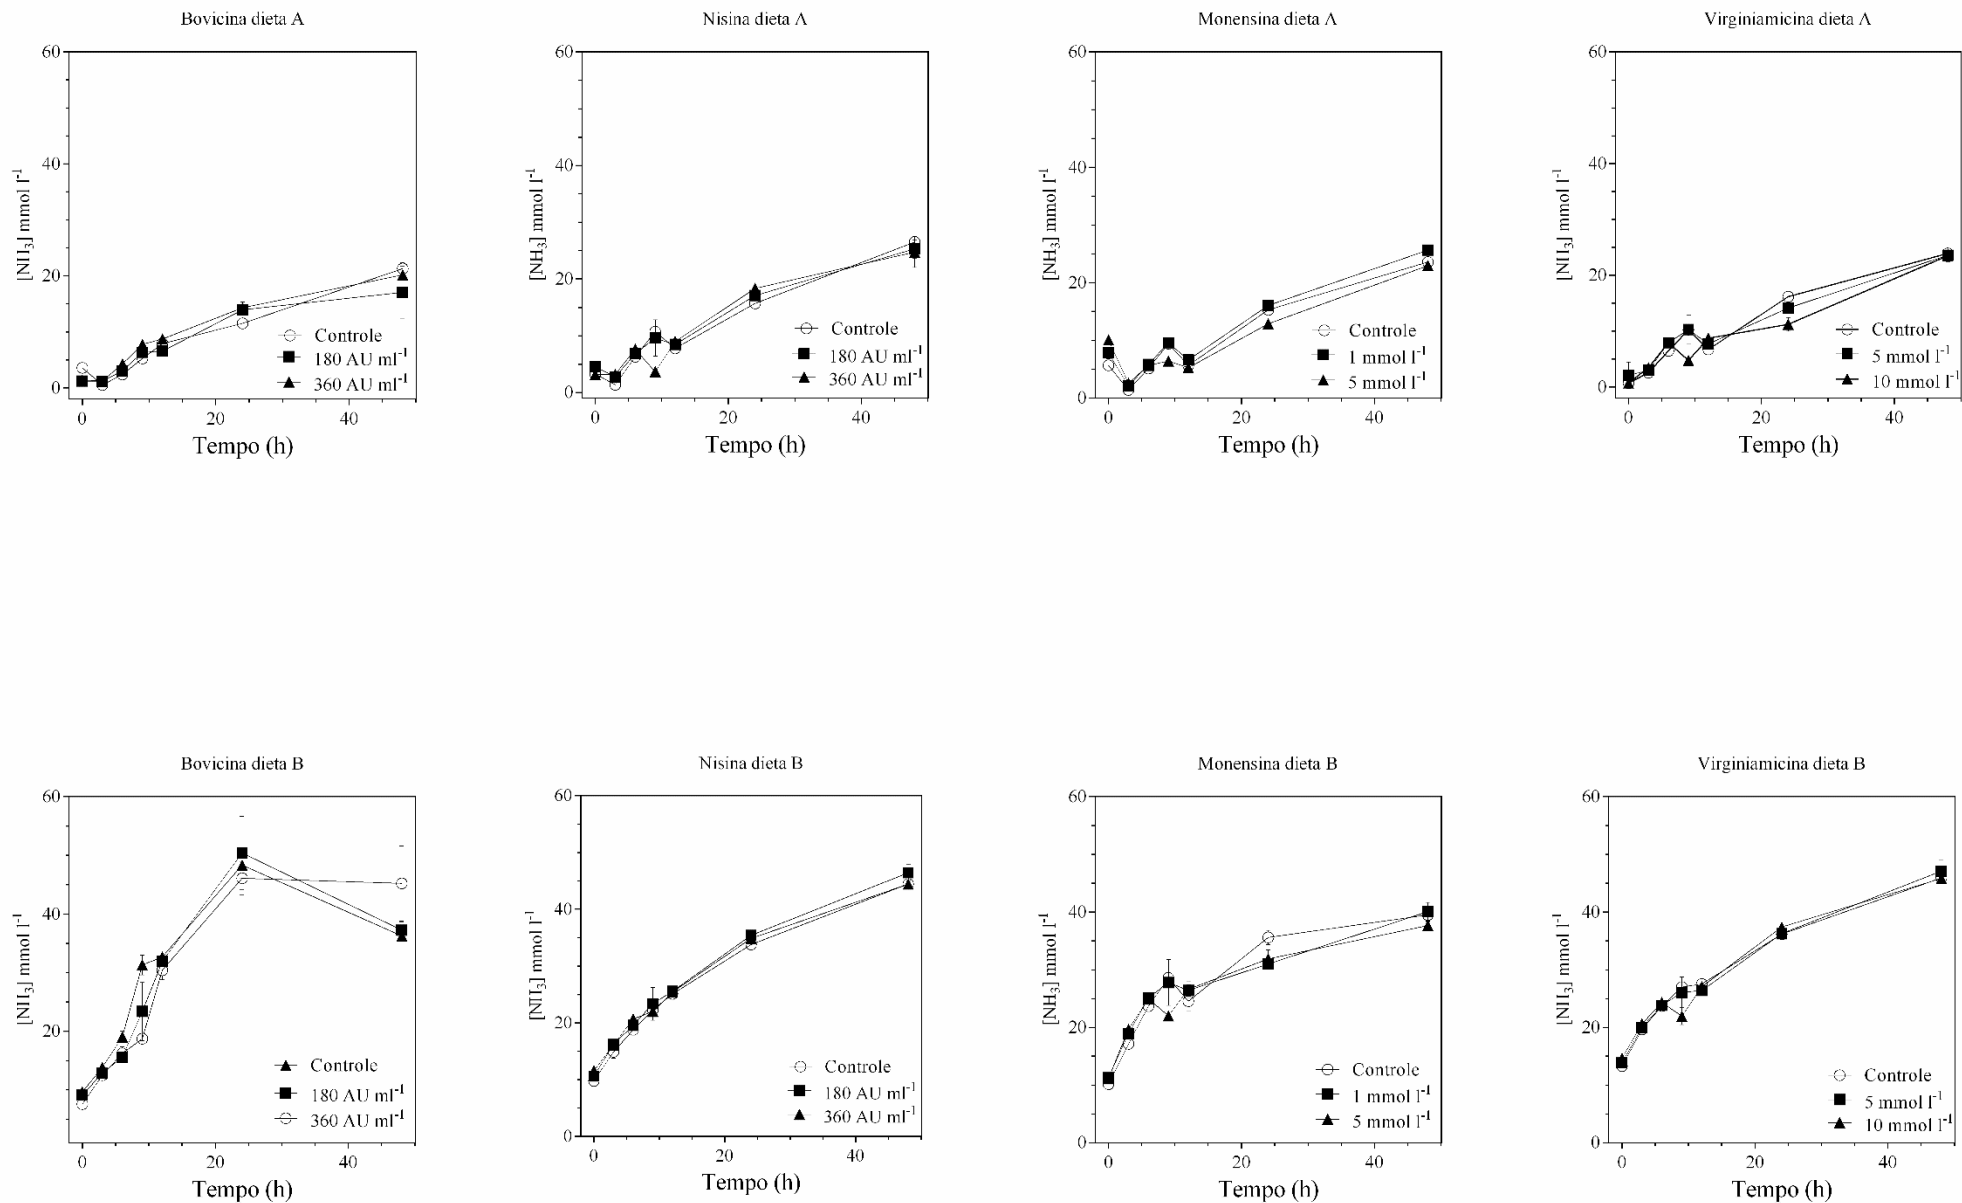 Bovicina dieta A
60
40
20
0
[NH3] mmol l-1
Controle
180 AU ml-1
360 AU ml-1
0 20 40
Tempo (h)
Nisina dieta A
60
40
20
0
[NH3] mmol l-1
Controle
180 AU ml-1
360 AU ml-1
0 20 40
Tempo (h)
Monensina dieta A
60
40
20
0
[NH3] mmol l-1
Controle
1 mmol l-1
5 mmol l-1
0 20 40
Tempo (h)
Virginiamicina dieta A
60
40
20
0
[NH3] mmol l-1
Controle
5 mmol l-1
10 mmol l-1
0 20 40
Tempo (h)
Bovicina dieta B
60
40
20
[NH3] mmol l-1
Controle
180 AU ml-1
360 AU ml-1
0 20 40
Tempo (h)
Nisina dieta B
60
40
20
0
[NH3] mmol l-1
Controle
180 AU ml-1
360 AU ml-1
0 20 40
Tempo (h)
Monensina dieta B
60
40
20
0
[NH3] mmol l-1
Controle
1 mmol l-1
5 mmol l-1
0 20 40
Tempo (h)
Virginiamicina dieta B
60
40
20
0
[NH3] mmol l-1
Controle
5 mmol l-1
10 mmol l-1
0 20 40
Tempo (h)